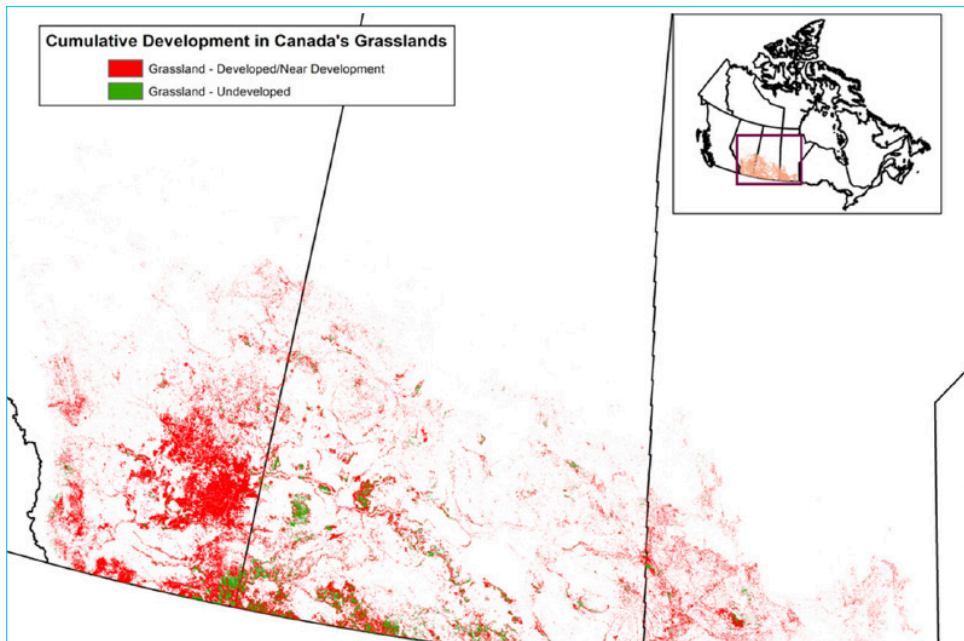 Cumulative Development in Canada's Grasslands
Grassland - Developed/Near Development
Grassland - Undeveloped